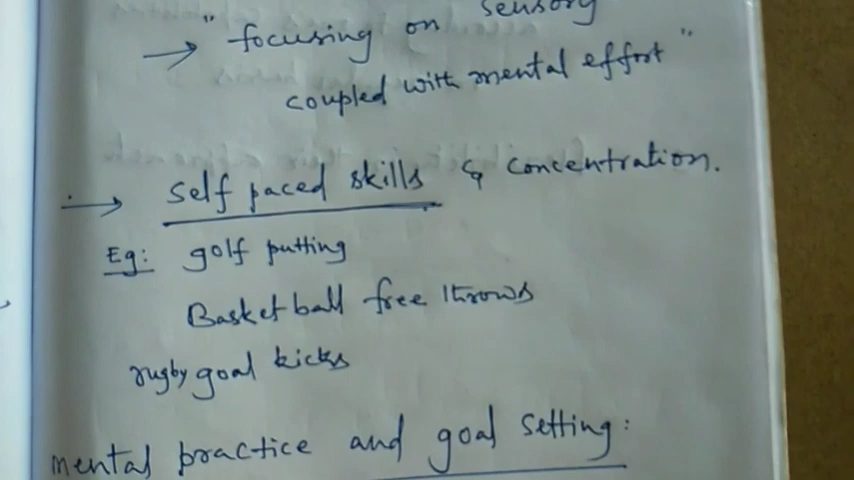 " sensory
→ focusing on
coupled with mental effort "
→ Self paced skills & concentration.
Eg: golf putting
Basket ball free throws
rugby goal kicks
mental practice and goal setting: